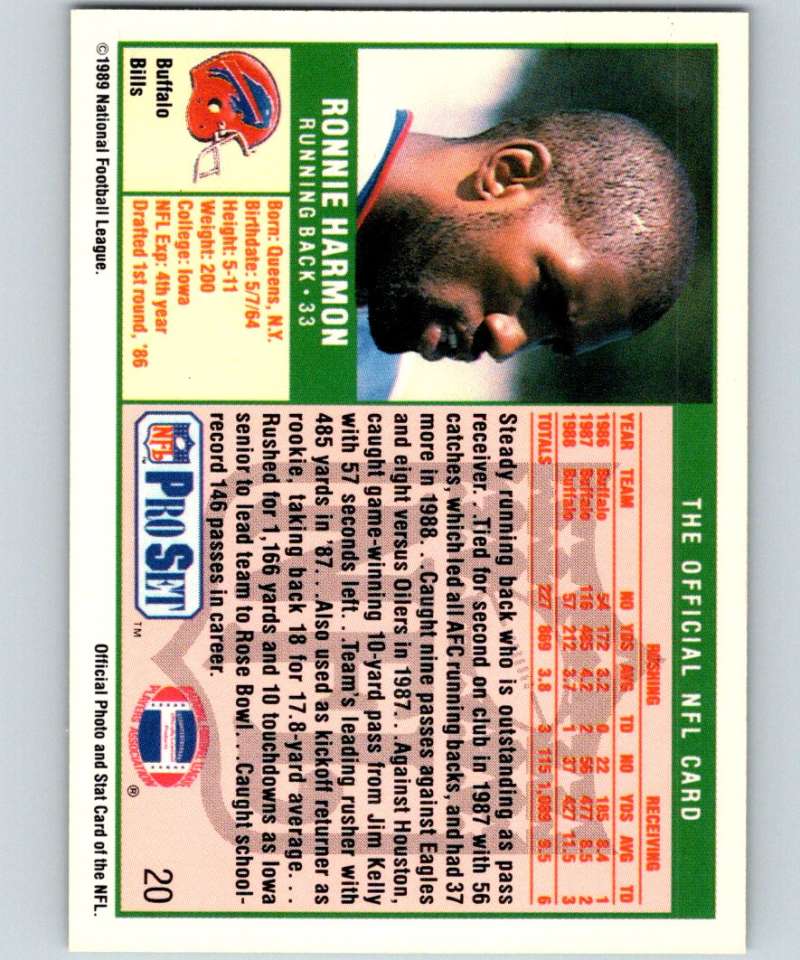 THE OFFICIAL NFL CARD
RONNIE HARMON
RUNNING BACK • 33
Buffalo
Bills
Born: Queens, N.Y.
Birthdate: 5/7/64
Height: 5-11
Weight: 200
College: Iowa
NFL Exp: 4th year
Drafted 1st round, '86
RUSHING RECEIVING
YEAR TEAM NO YDS AVG TD NO YDS AVG TD
1986 Buffalo 54 172 3.2 0 22 185 8.4 1
1987 Buffalo 116 485 4.2 2 56 477 8.5 2
1988 Buffalo 57 212 3.7 1 37 427 11.5 3
TOTALS 227 869 3.8 3 115 1,089 9.5 6
Steady running back who is outstanding as pass
receiver...Tied for second on club in 1987 with 56
catches, which led all AFC running backs, and had 37
more in 1988...Caught nine passes against Eagles
and eight versus Oilers in 1987...Against Houston,
caught game-winning 10-yard pass from Jim Kelly
with 57 seconds left...Team's leading rusher with
485 yards in '87...Also used as kickoff returner as
rookie, taking back 18 for 17.8-yard average...
Rushed for 1,166 yards and 10 touchdowns as Iowa
senior to lead team to Rose Bowl...Caught school-
record 146 passes in career.
NFL PRO SET ™
PLAYERS ASSOCIATION ®
20
©1989 National Football League.
Official Photo and Stat Card of the NFL.